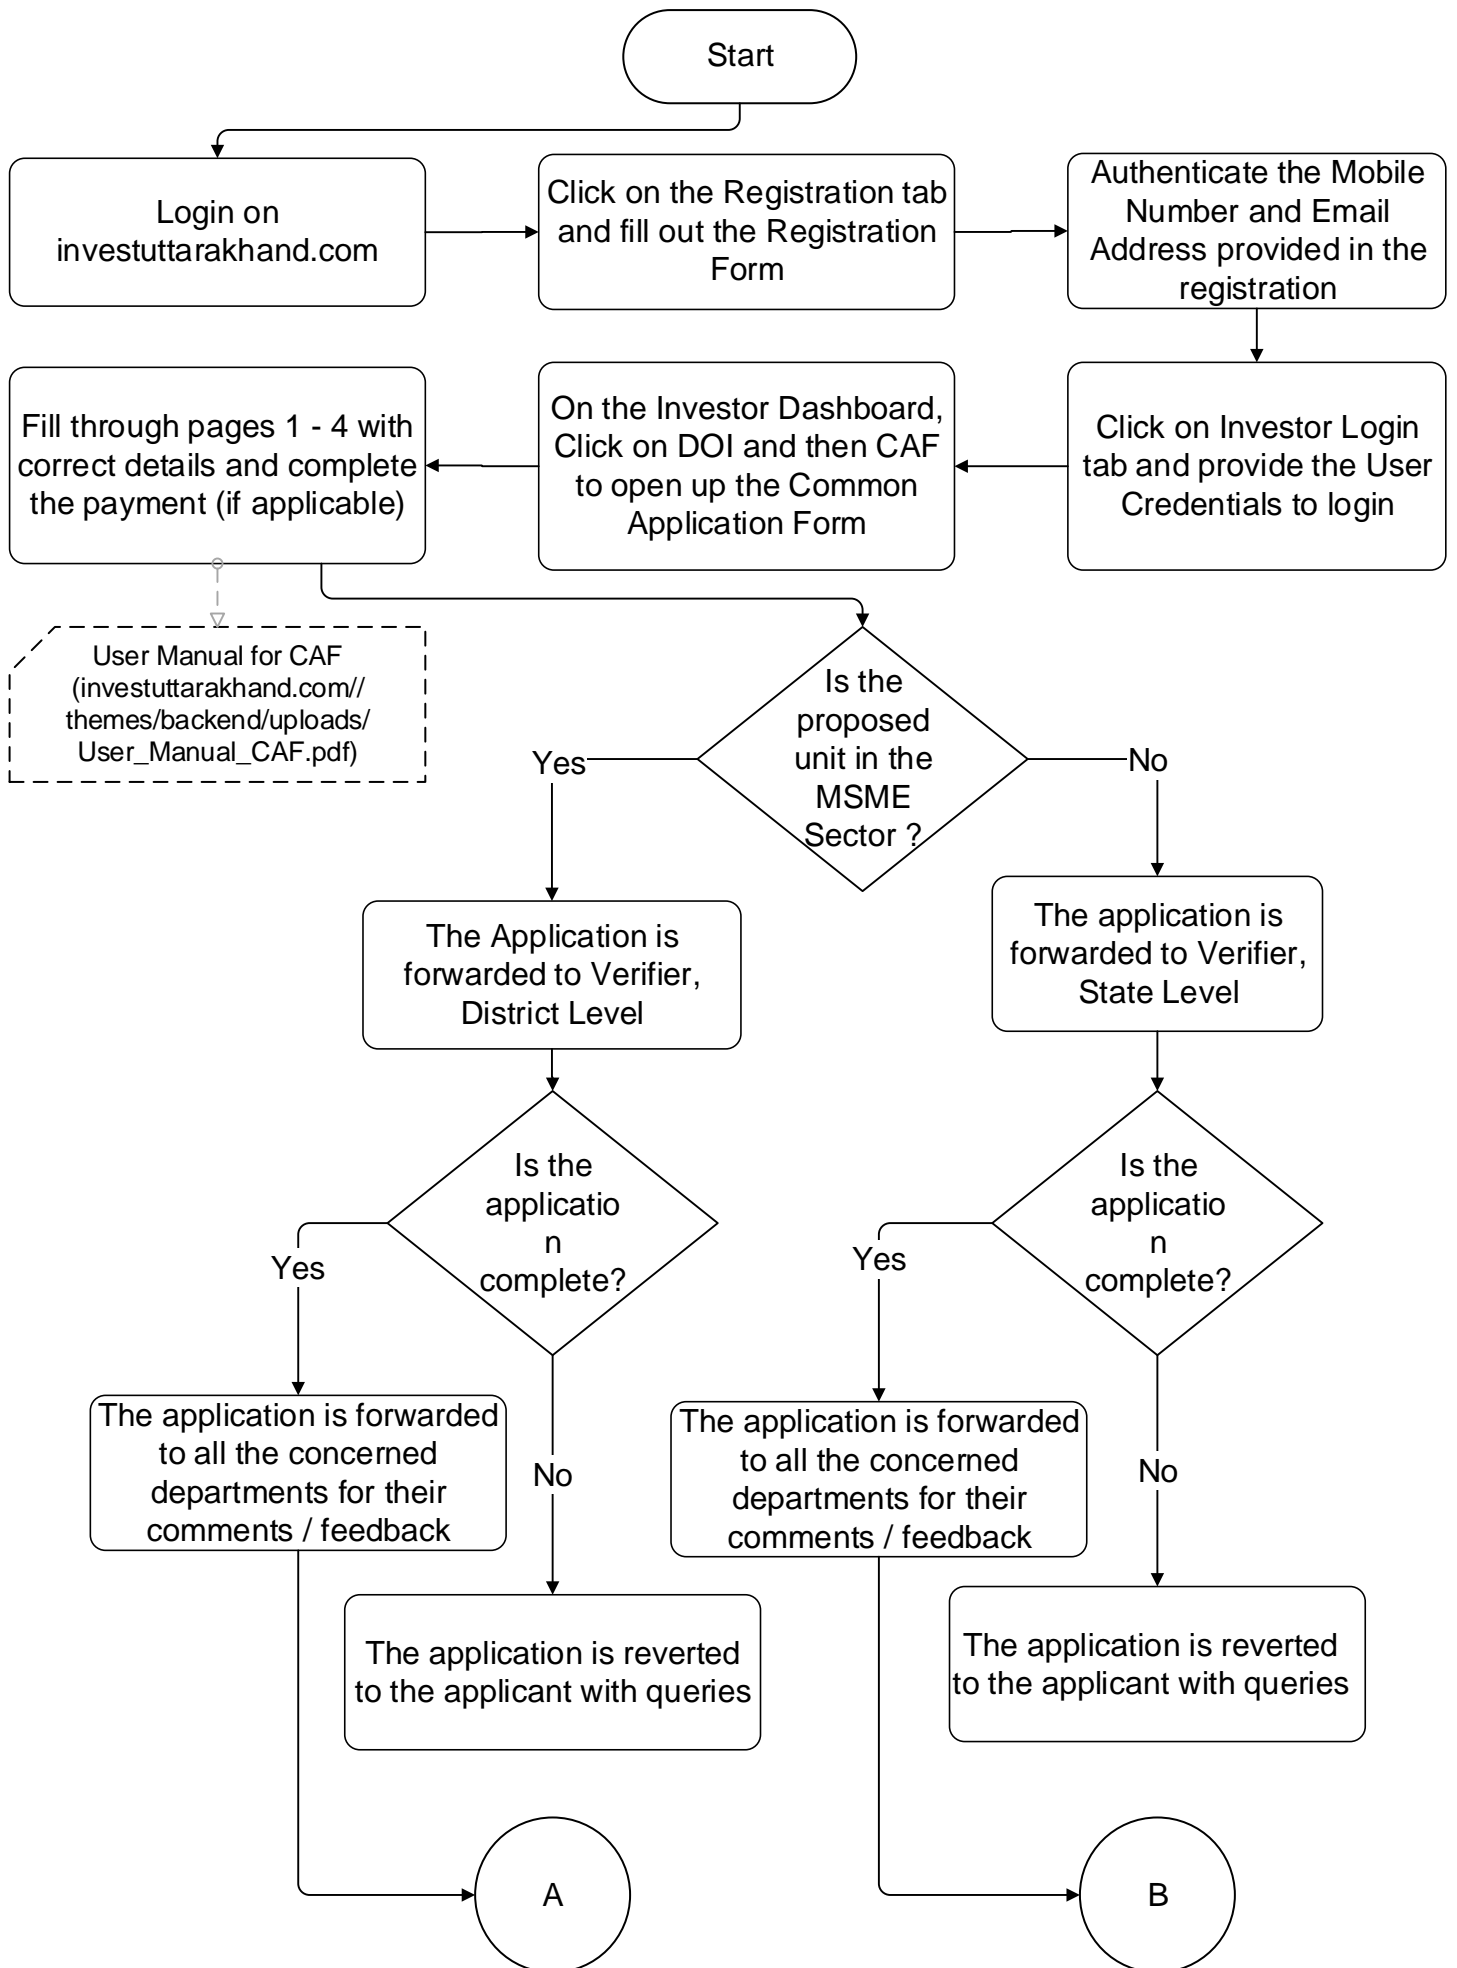 Start
Login on
investuttarakhand.com
Click on the Registration tab
and fill out the Registration
Form
Authenticate the Mobile
Number and Email
Address provided in the
registration
Fill through pages 1 - 4 with
correct details and complete
the payment (if applicable)
On the Investor Dashboard,
Click on DOI and then CAF
to open up the Common
Application Form
Click on Investor Login
tab and provide the User
Credentials to login
User Manual for CAF
(investuttarakhand.com//
themes/backend/uploads/
User_Manual_CAF.pdf)
Is the
proposed
unit in the
MSME
Sector ?
Yes
No
The Application is
forwarded to Verifier,
District Level
The application is
forwarded to Verifier,
State Level
Is the
applicatio
n
complete?
Is the
applicatio
n
complete?
Yes
Yes
The application is forwarded
to all the concerned
departments for their
comments / feedback
No
The application is forwarded
to all the concerned
departments for their
comments / feedback
No
The application is reverted
to the applicant with queries
The application is reverted
to the applicant with queries
A
B